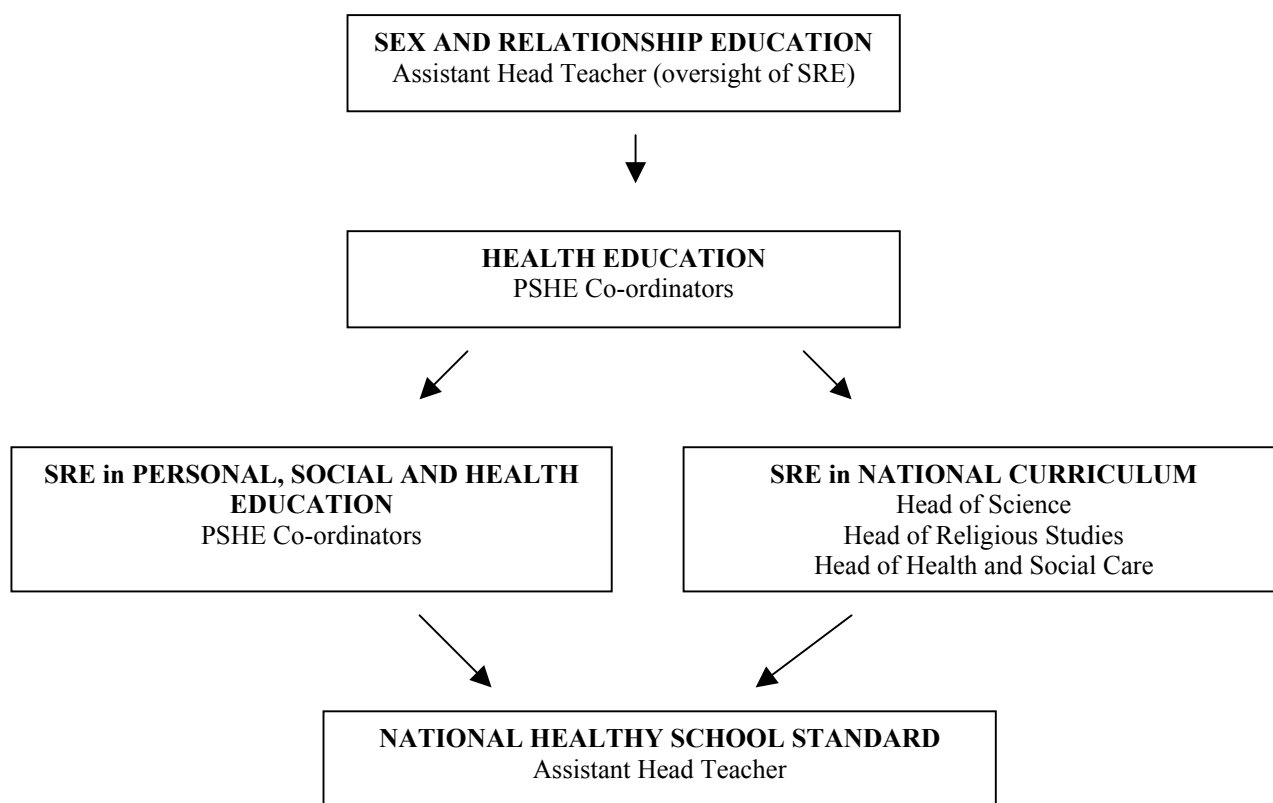 SEX AND RELATIONSHIP EDUCATION
Assistant Head Teacher (oversight of SRE)
HEALTH EDUCATION
PSHE Co-ordinators
SRE in PERSONAL, SOCIAL AND HEALTH
EDUCATION
PSHE Co-ordinators
SRE in NATIONAL CURRICULUM
Head of Science
Head of Religious Studies
Head of Health and Social Care
NATIONAL HEALTHY SCHOOL STANDARD
Assistant Head Teacher